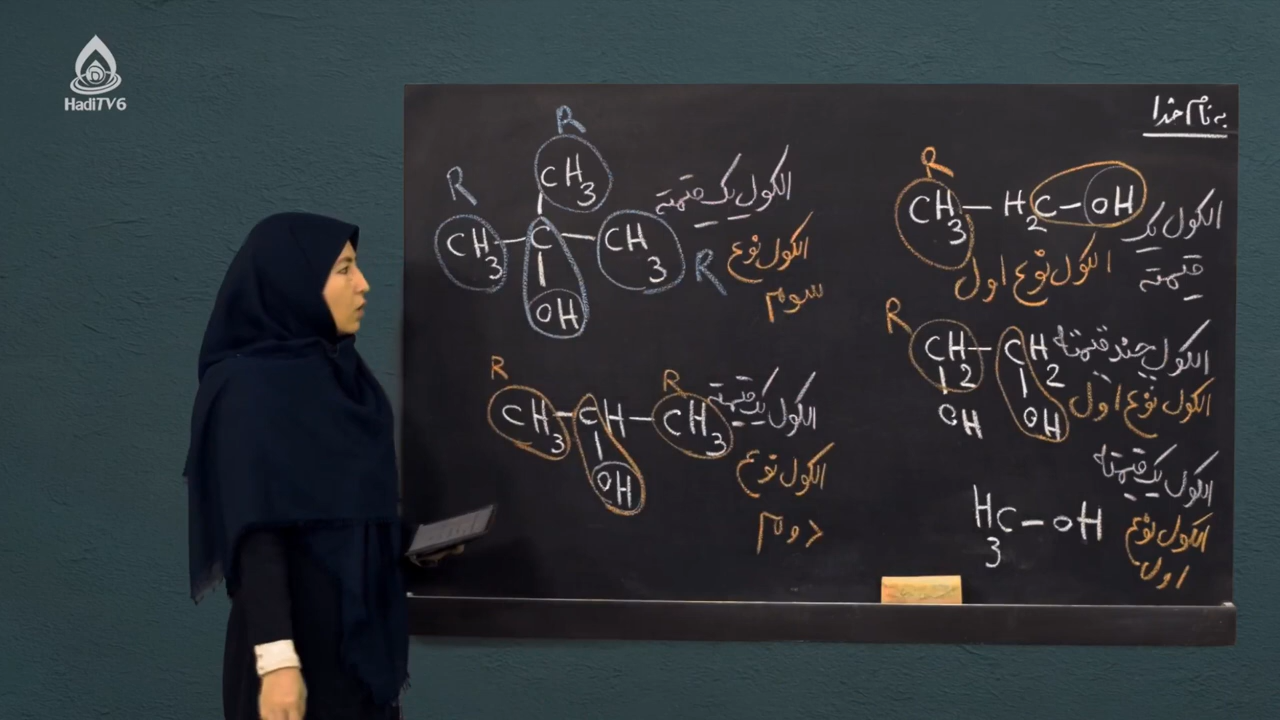 HadiTV6
به نام خدا
R
CH3 — H2C — OH
الکول یک
قیمته
الکول نوع اول
R
CH2 — CH2
OH OH
الکول چند قیمته
الکول نوع اول
الکول یک قیمته
H3C — OH
الکول نوع
اول
R
R
CH3
CH3 — C — CH3
R
OH
الکول یک قیمته
الکول نوع
سوم
R
R
CH3 — CH — CH3
OH
الکول یک قیمته
الکول نوع
دوم